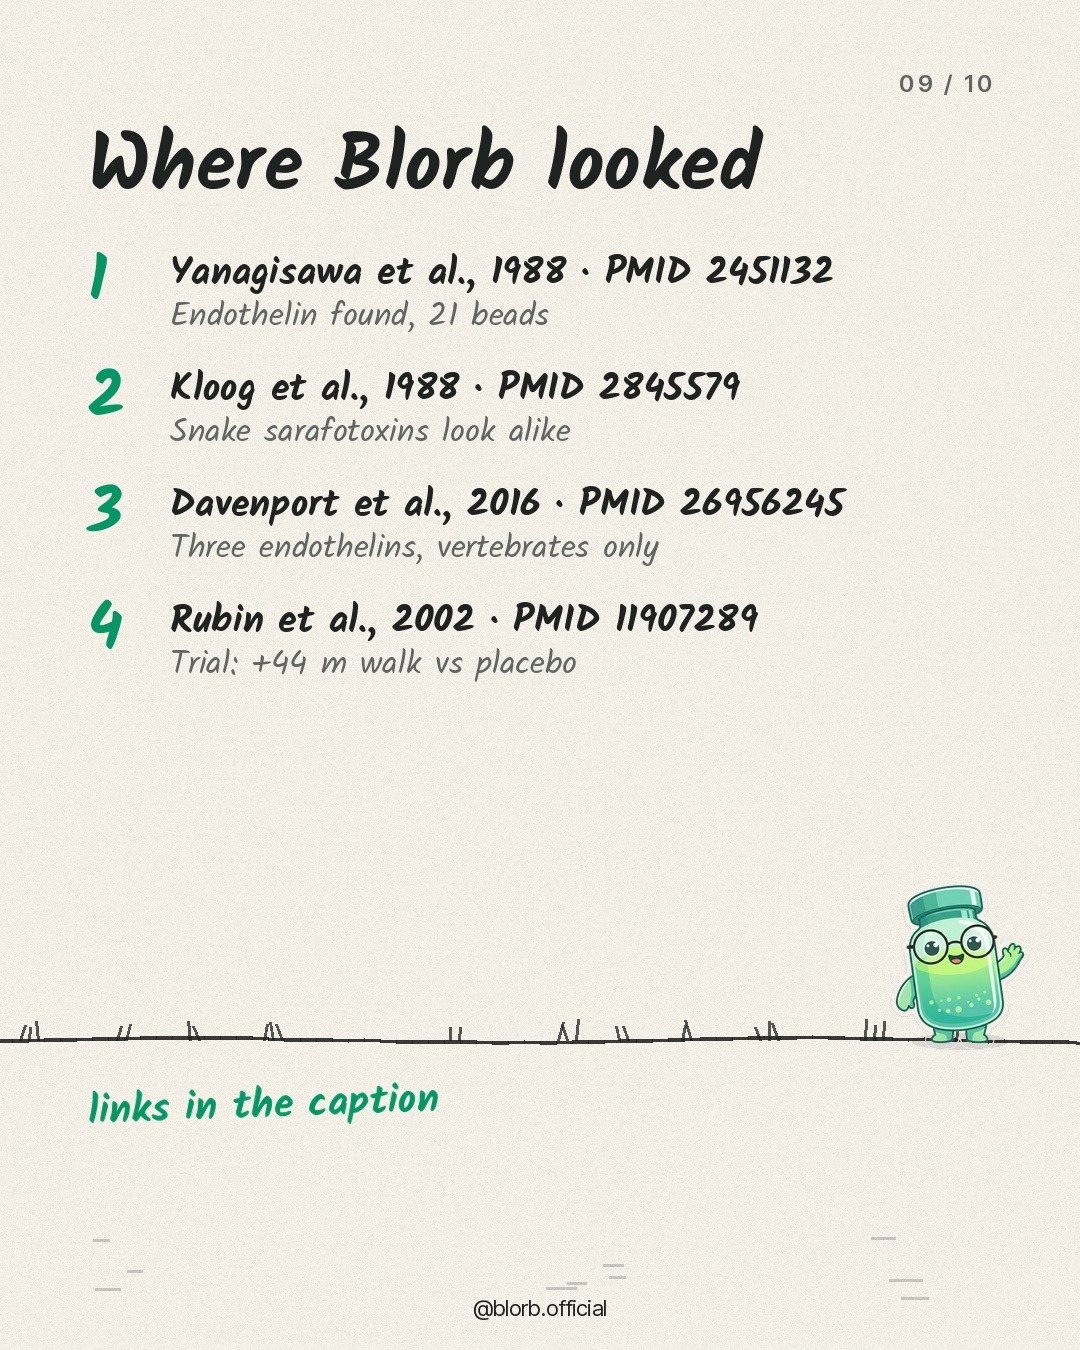 09 / 10
Where Blorb looked
1
Yanagisawa et al., 1988 · PMID 2451132
Endothelin found, 21 beads
2
Kloog et al., 1988 · PMID 2845579
Snake sarafotoxins look alike
3
Davenport et al., 2016 · PMID 26956245
Three endothelins, vertebrates only
4
Rubin et al., 2002 · PMID 11907289
Trial: +44 m walk vs placebo
links in the caption
@blorb.official